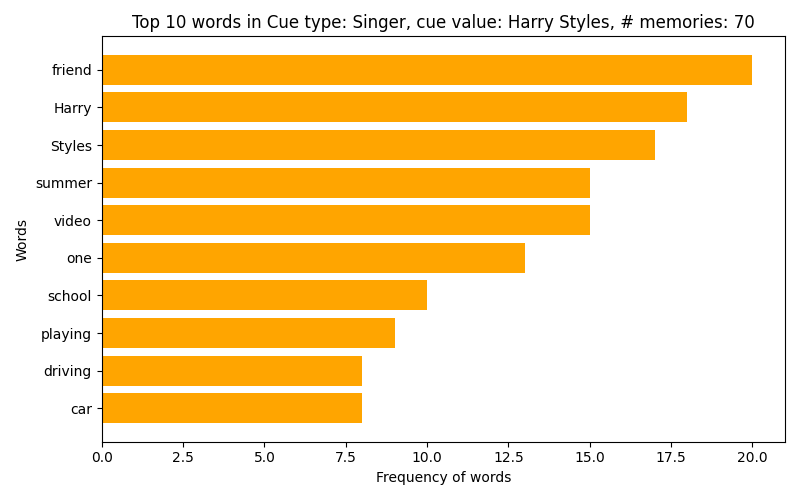 Top 10 words in Cue type: Singer, cue value: Harry Styles, # memories: 70
Words
friend
Harry
Styles
summer
video
one
school
playing
driving
car
0.0 2.5 5.0 7.5 10.0 12.5 15.0 17.5 20.0
Frequency of words